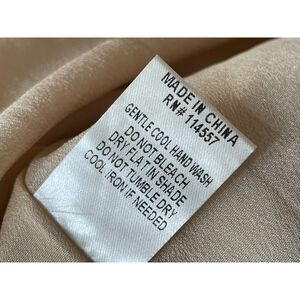 MADE IN CHINA
RN# 114557
GENTLE COOL HAND WASH
DO NOT BLEACH
DRY FLAT IN SHADE
DO NOT TUMBLE DRY
COOL IRON IF NEEDED